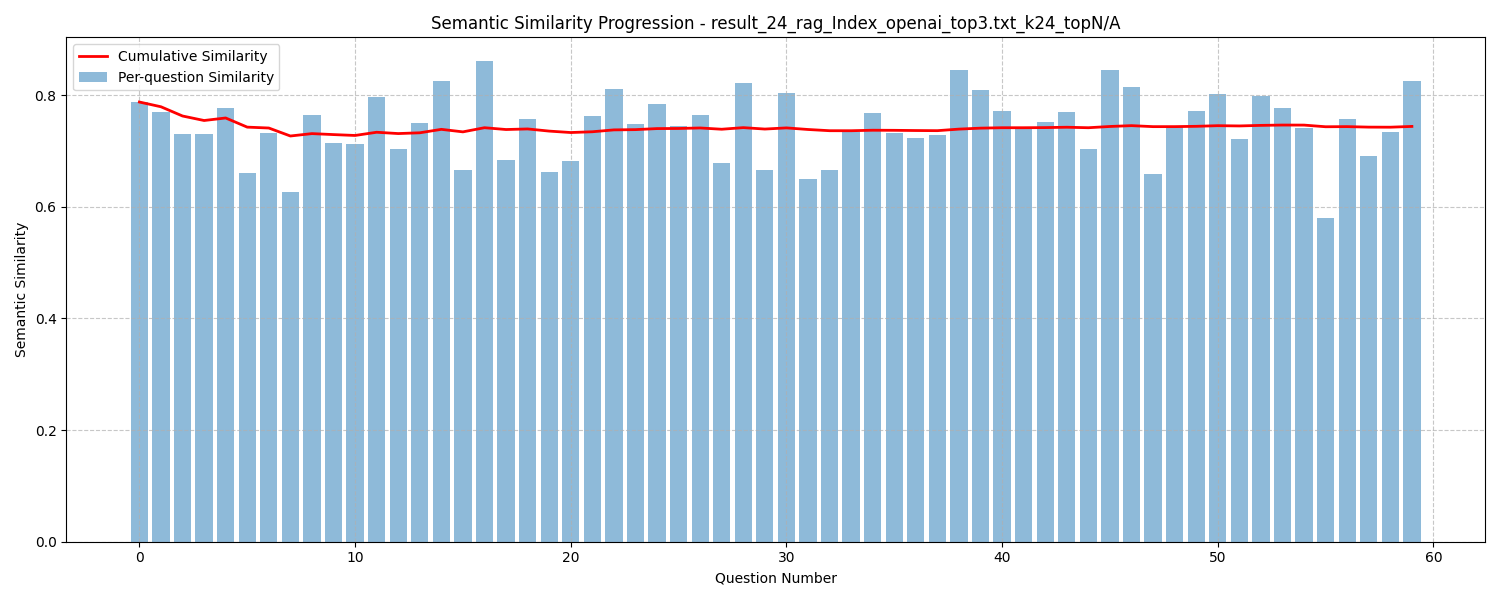 Semantic Similarity Progression - result_24_rag_Index_openai_top3.txt_k24_topN/A
Cumulative Similarity
Per-question Similarity
Semantic Similarity
0.8
0.6
0.4
0.2
0.0
0 10 20 30 40 50 60
Question Number